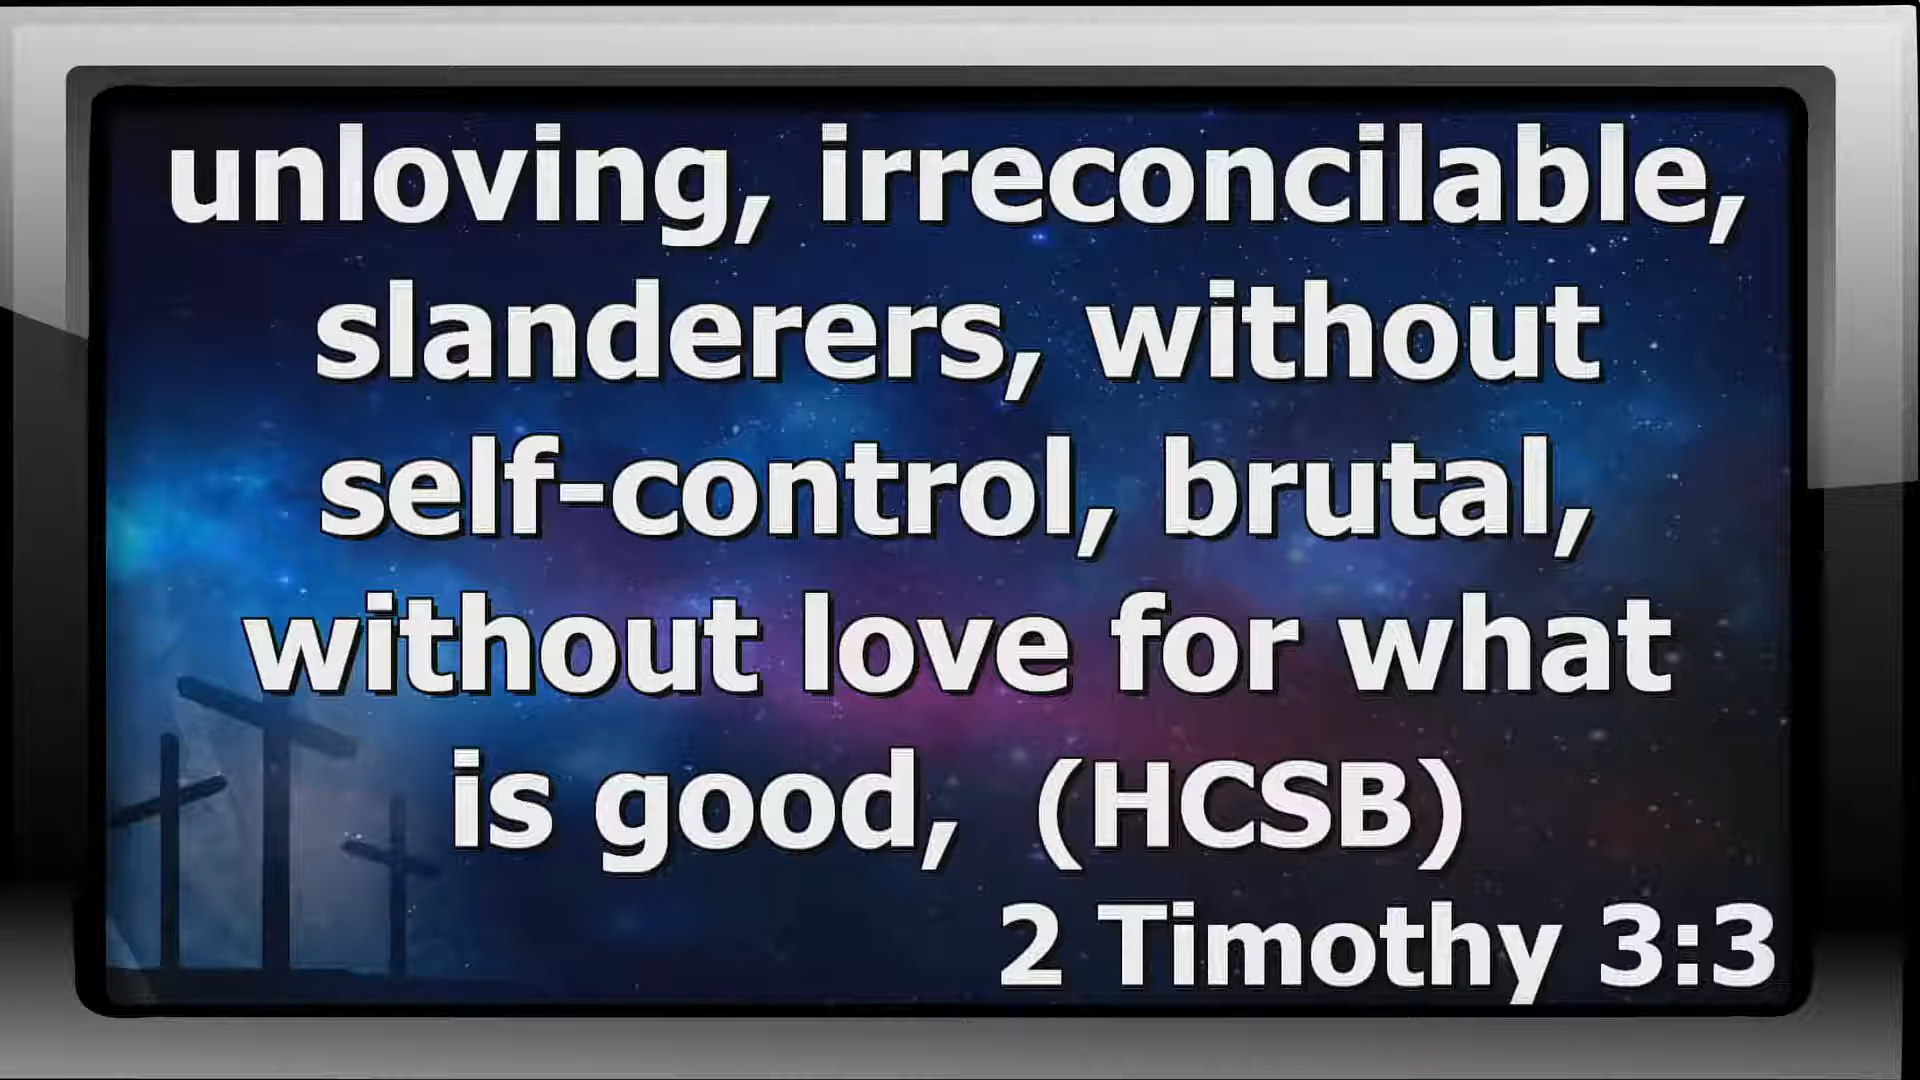 unloving, irreconcilable,
slanderers, without
self-control, brutal,
without love for what
is good, (HCSB)
2 Timothy 3:3